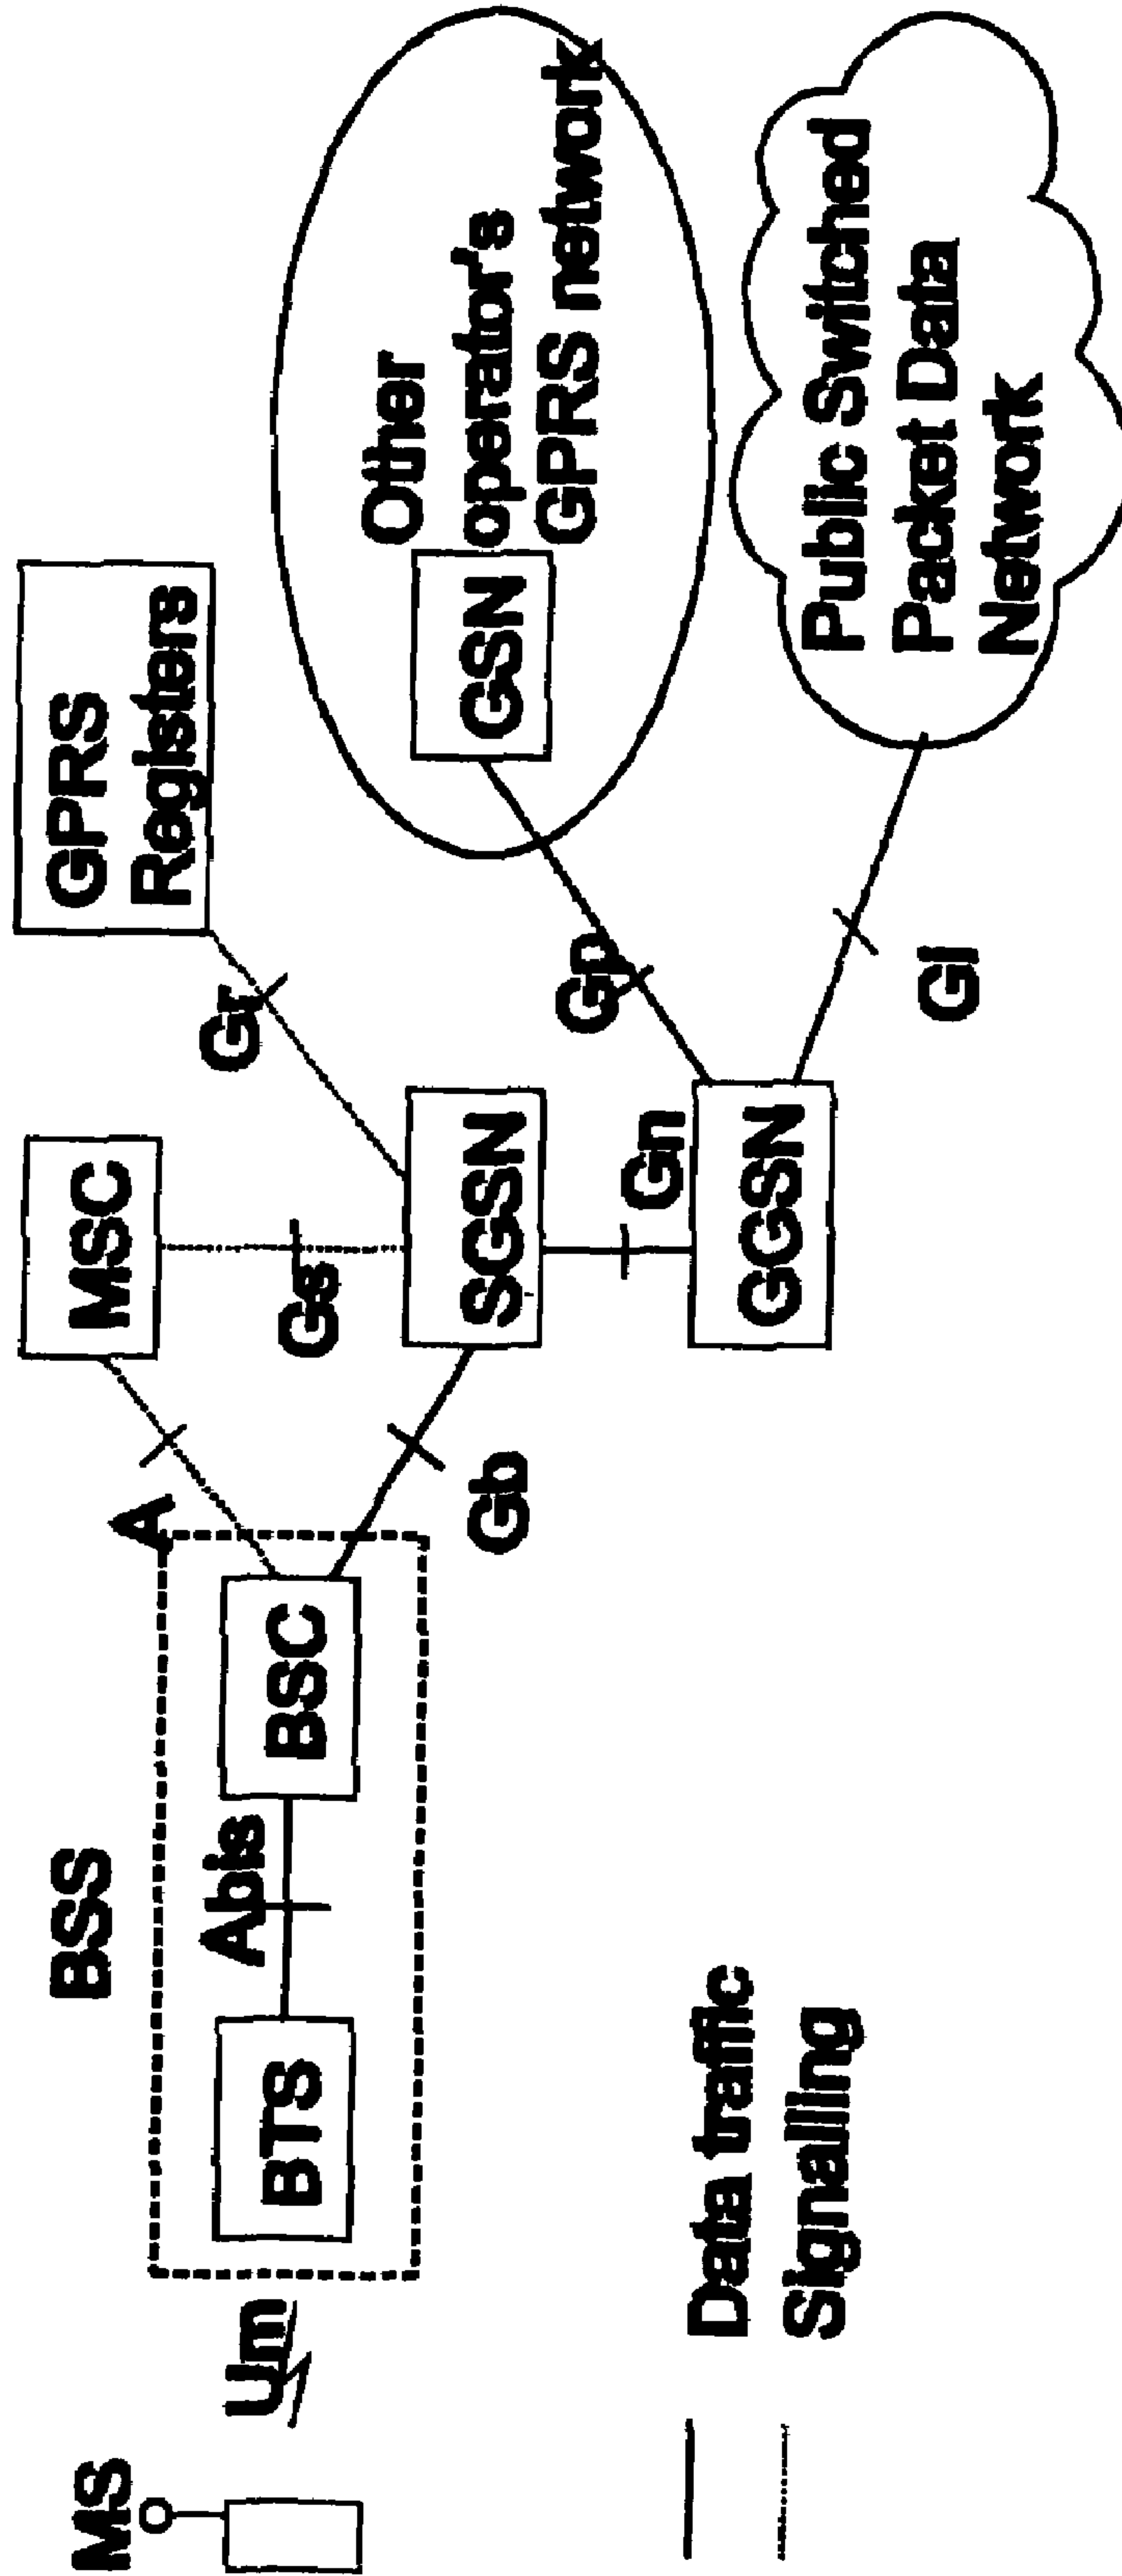 MS
Um
BSS
BTS
Abis
BSC
A
Gb
MSC
Gs
SGSN
Gr
GPRS
Registers
Gn
GGSN
Gp
GSN
Other
operator's
GPRS network
Gi
Public Switched
Packet Data
Network
Data traffic
Signalling